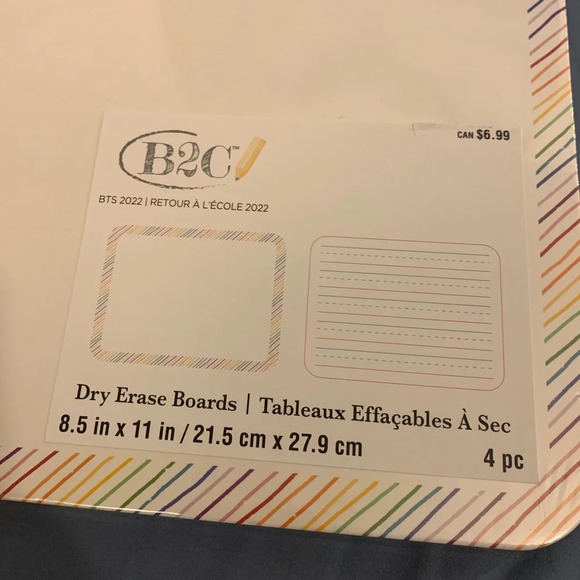 CAN $6.99
B2C™
BTS 2022 | RETOUR À L'ÉCOLE 2022
Dry Erase Boards | Tableaux Effaçables À Sec
8.5 in x 11 in / 21.5 cm x 27.9 cm
4 pc